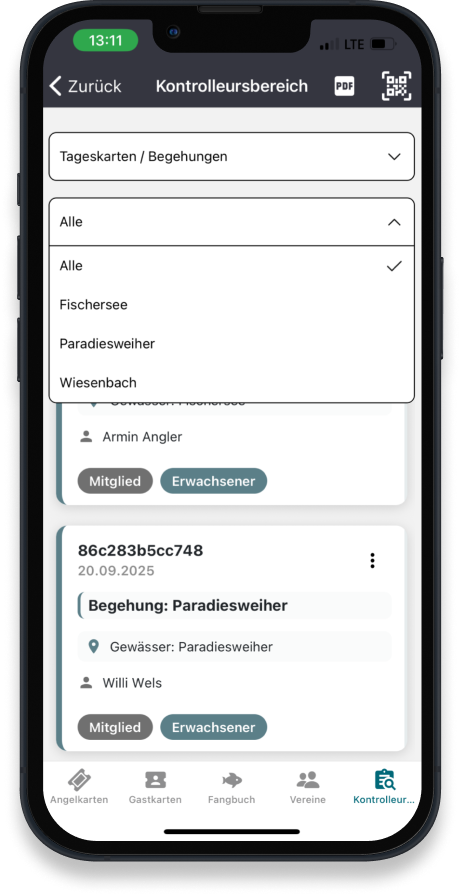 13:11
LTE
Zurück
Kontrolleursbereich
PDF
Tageskarten / Begehungen
Alle
Alle
Fischersee
Paradiesweiher
Wiesenbach
Gewässer: Fischersee
Armin Angler
Mitglied
Erwachsener
86c283b5cc748
20.09.2025
Begehung: Paradiesweiher
Gewässer: Paradiesweiher
Willi Wels
Mitglied
Erwachsener
Angelkarten
Gastkarten
Fangbuch
Vereine
Kontrolleur...